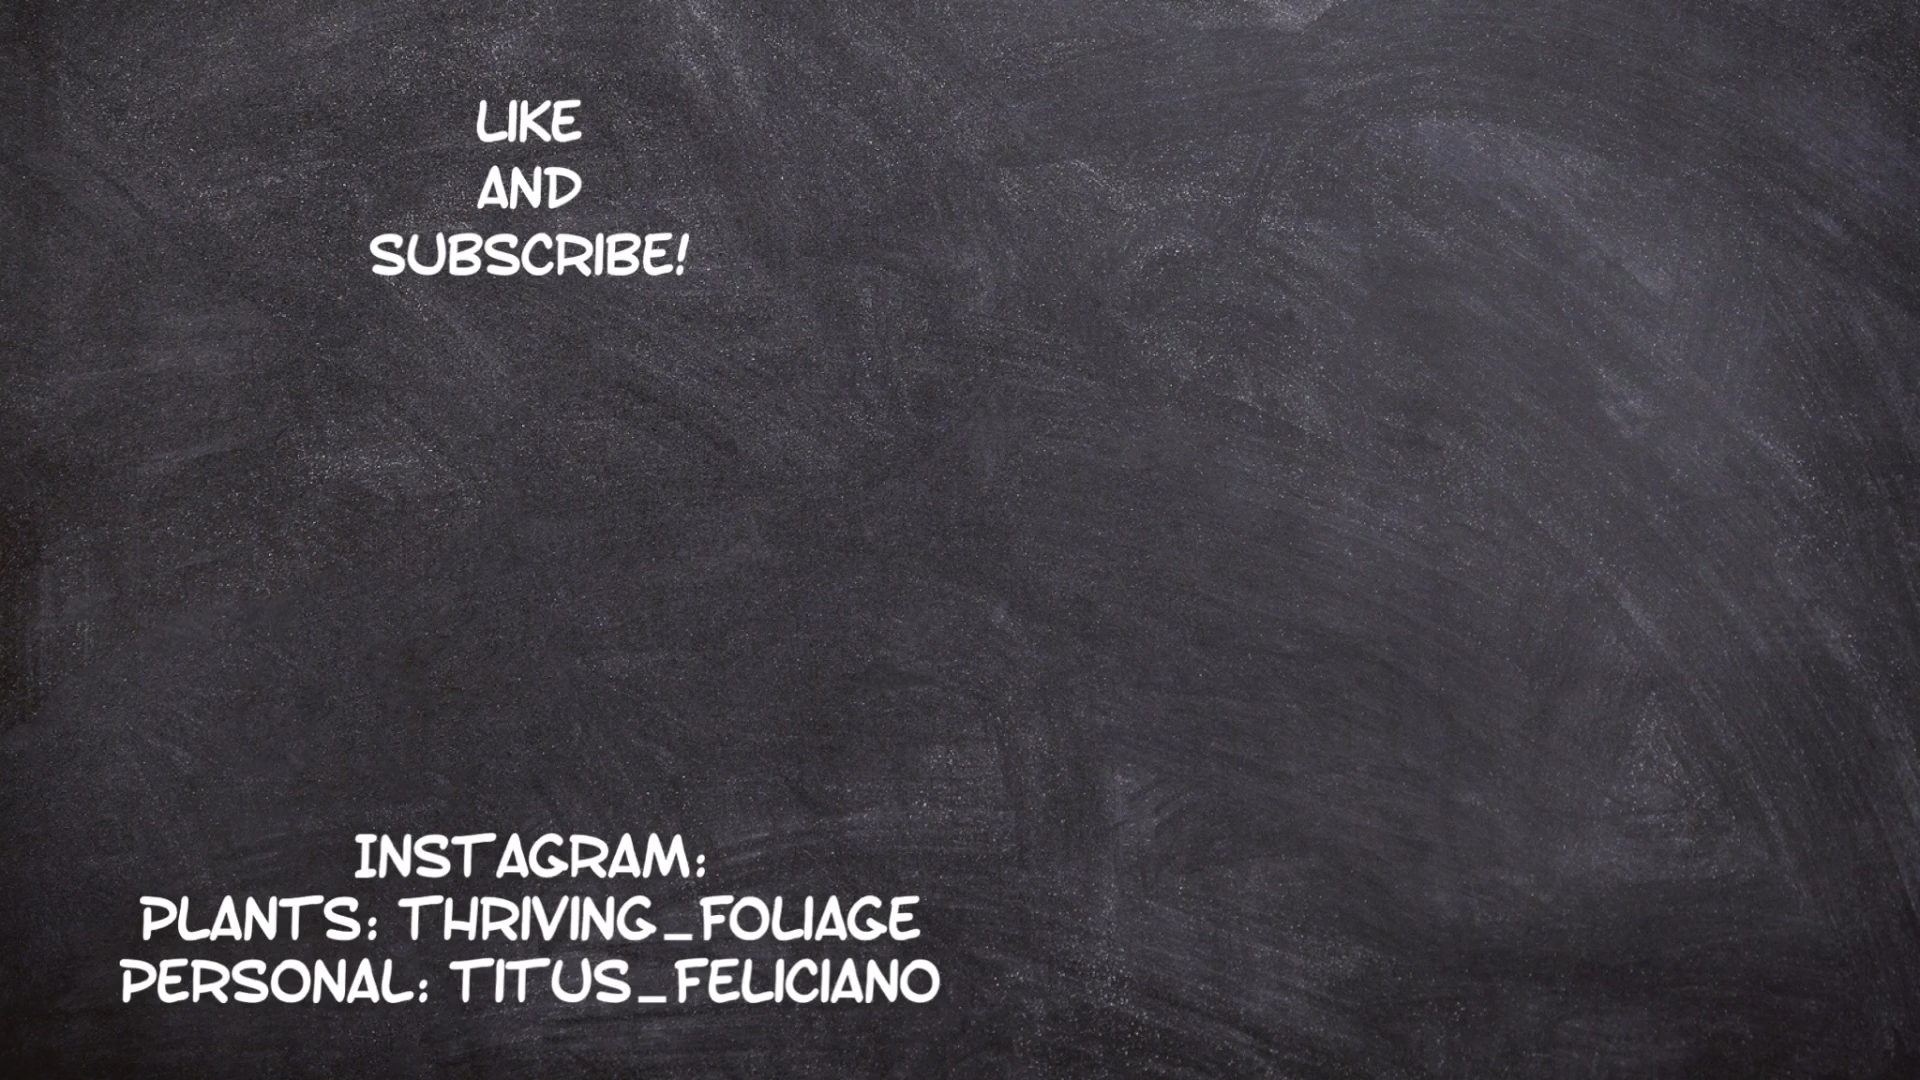 LIKE
AND
SUBSCRIBE!
INSTAGRAM:
PLANTS: THRIVING_FOLIAGE
PERSONAL: TITUS_FELICIANO